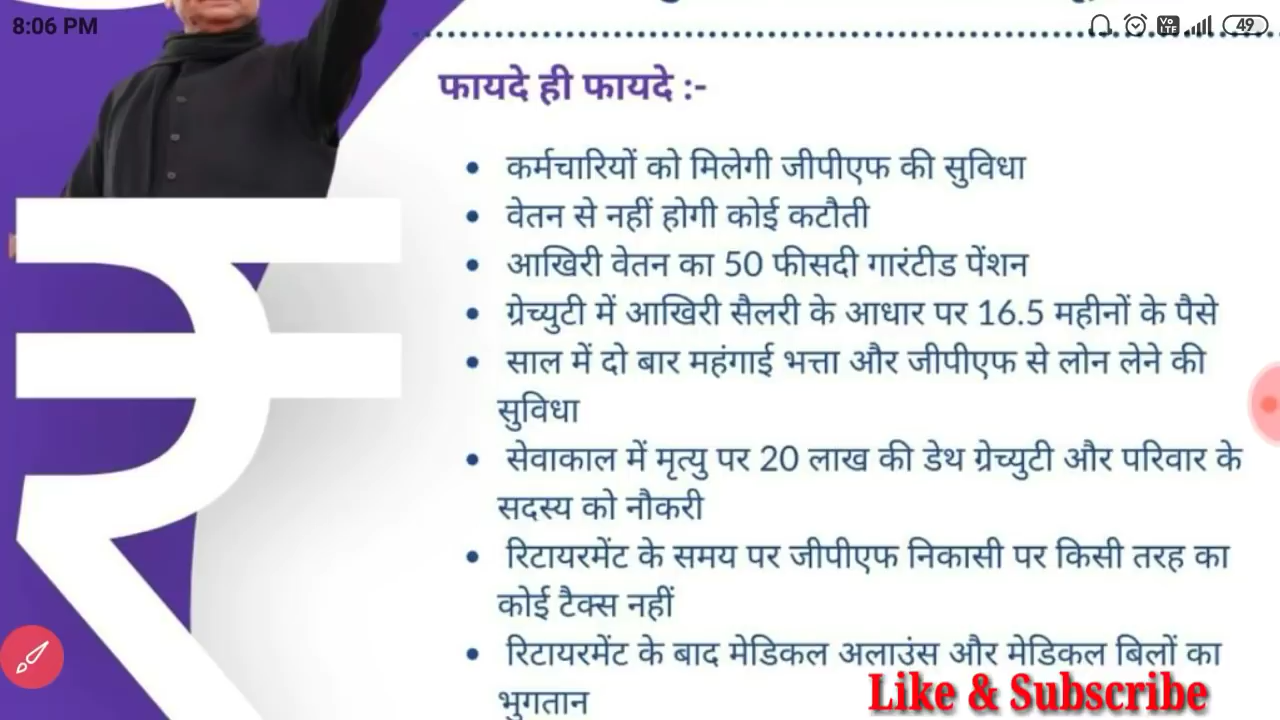 8:06 PM
Vo LTE
49
फायदे ही फायदे :-
• कर्मचारियों को मिलेगी जीपीएफ की सुविधा
• वेतन से नहीं होगी कोई कटौती
• आखिरी वेतन का 50 फीसदी गारंटीड पेंशन
• ग्रेच्युटी में आखिरी सैलरी के आधार पर 16.5 महीनों के पैसे
• साल में दो बार महंगाई भत्ता और जीपीएफ से लोन लेने की
सुविधा
• सेवाकाल में मृत्यु पर 20 लाख की डेथ ग्रेच्युटी और परिवार के
सदस्य को नौकरी
• रिटायरमेंट के समय पर जीपीएफ निकासी पर किसी तरह का
कोई टैक्स नहीं
• रिटायरमेंट के बाद मेडिकल अलाउंस और मेडिकल बिलों का
भुगतान
Like & Subscribe